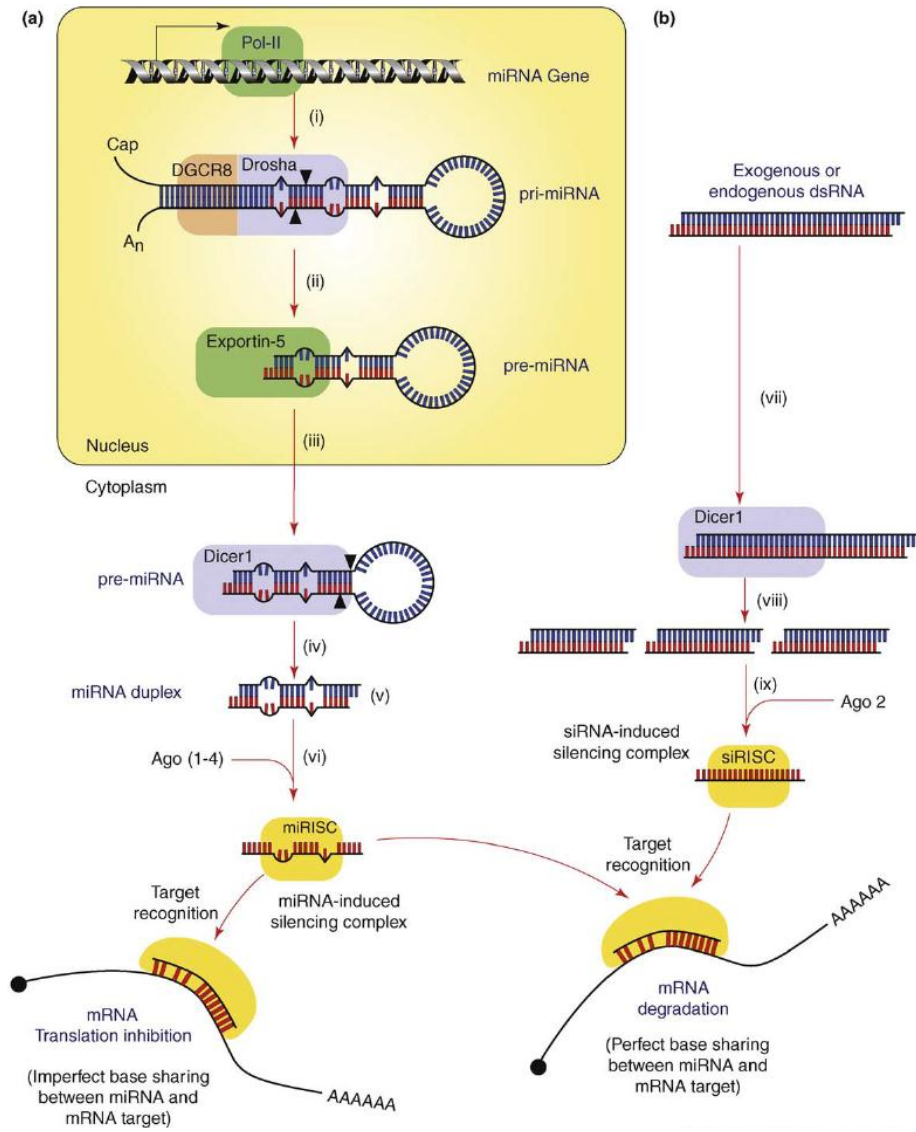 (a)
Pol-II
miRNA Gene
(i)
Cap
DGCR8
Drosha
pri-miRNA
An
(ii)
Exportin-5
pre-miRNA
(iii)
Nucleus
Cytoplasm
Dicer1
pre-miRNA
(iv)
miRNA duplex
(v)
Ago (1-4)
(vi)
miRISC
Target
recognition
miRNA-induced
silencing complex
mRNA
Translation inhibition
(Imperfect base sharing
between miRNA and
mRNA target)
AAAAAA
(b)
Exogenous or
endogenous dsRNA
(vii)
Dicer1
(viii)
(ix)
Ago 2
siRNA-induced
silencing complex
siRISC
Target
recognition
AAAAAA
mRNA
degradation
(Perfect base sharing
between miRNA and
mRNA target)